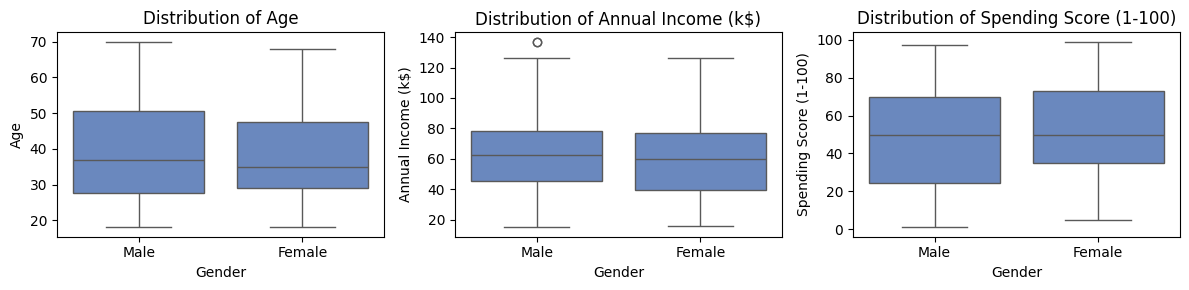 Distribution of Age
70
60
50
40
30
20
Age
Male
Female
Gender
Distribution of Annual Income (k$)
140
120
100
80
60
40
20
Annual Income (k$)
Male
Female
Gender
Distribution of Spending Score (1-100)
100
80
60
40
20
0
Spending Score (1-100)
Male
Female
Gender